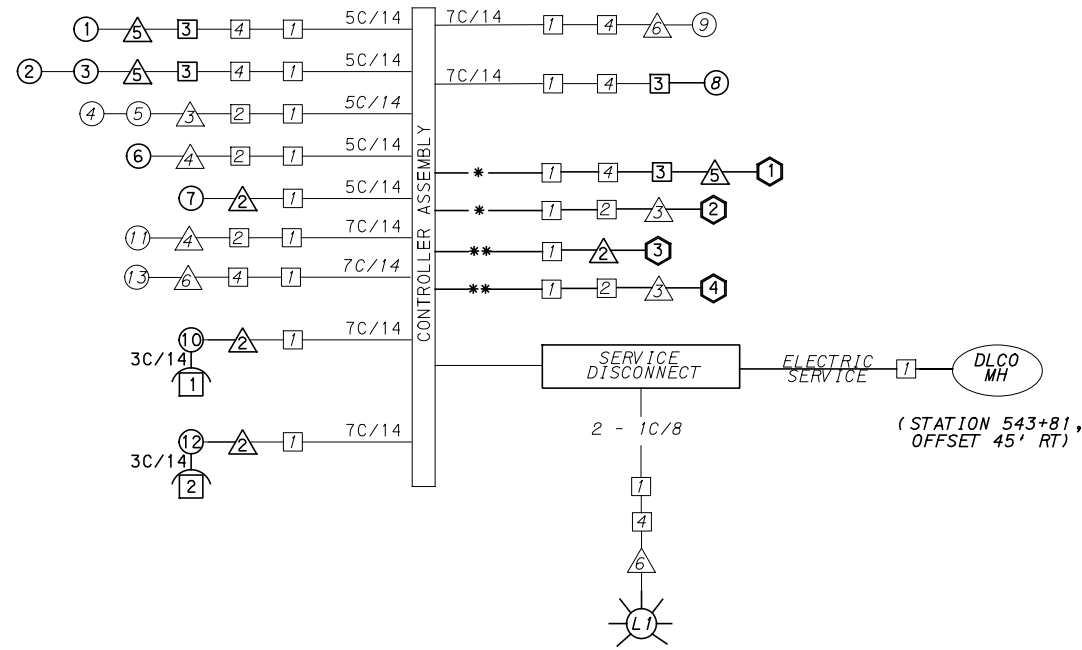 1 5 3 4 1 5C/14
2 3 5 3 4 1 5C/14
4 5 3 2 1 5C/14
6 4 2 1 5C/14
7 2 1 5C/14
11 4 2 1 7C/14
13 6 4 1 7C/14
10 2 1 7C/14
3C/14
1
12 2 1 7C/14
3C/14
2
CONTROLLER ASSEMBLY
7C/14 1 4 6 9
7C/14 1 4 3 8
* 1 4 3 5 1
* 1 2 3 2
** 1 2 3
** 1 2 3 4
SERVICE
DISCONNECT
ELECTRIC
SERVICE
1
DLCO
MH
(STATION 543+81,
OFFSET 45' RT)
2 - 1C/8
1
4
6
L1